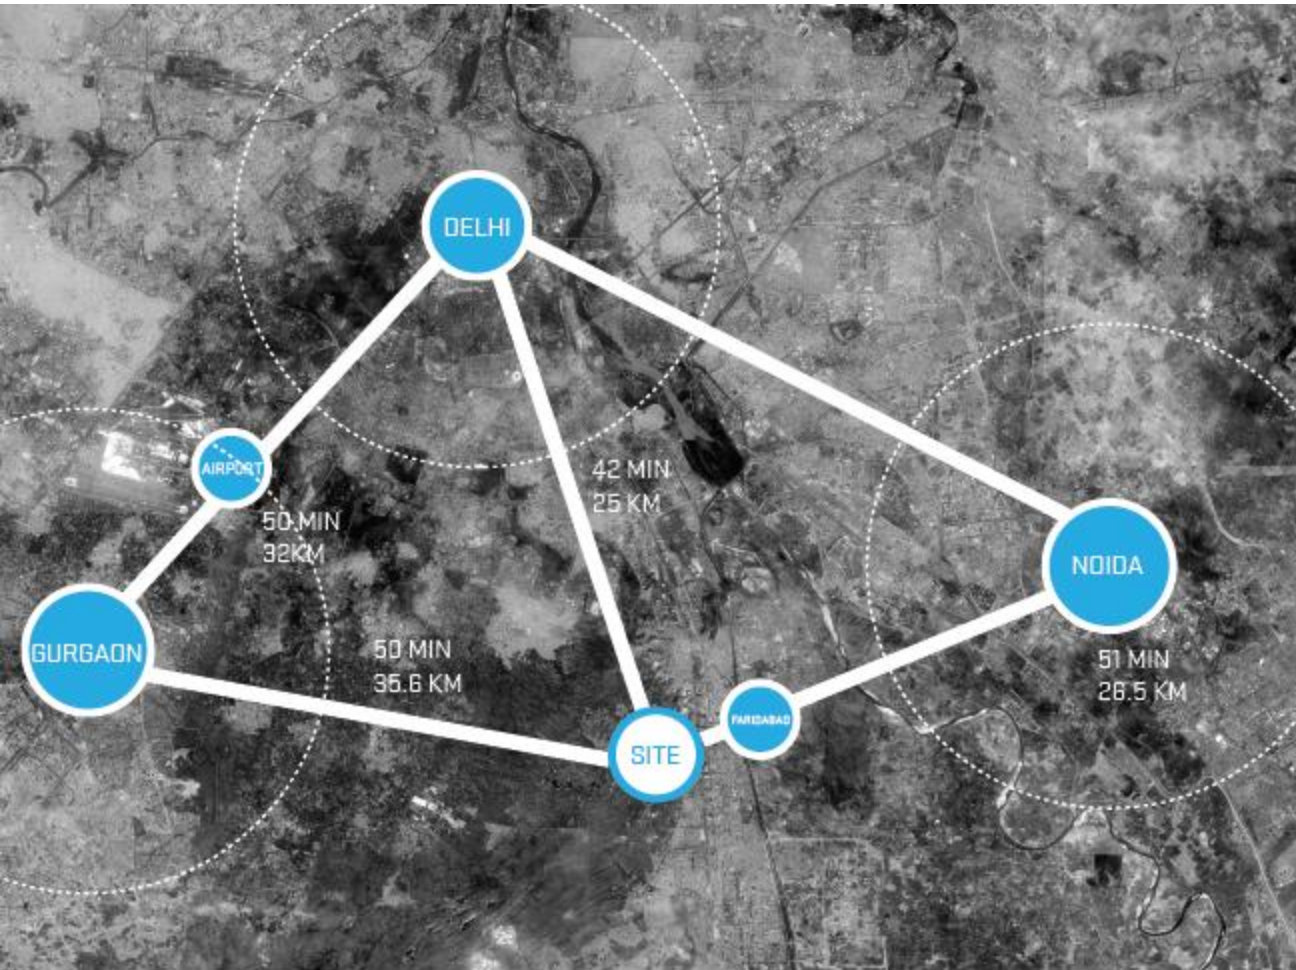 DELHI
AIRPORT
42 MIN
25 KM
50 MIN
32KM
NOIDA
GURGAON
50 MIN
35.6 KM
51 MIN
26.5 KM
FARIDABAD
SITE